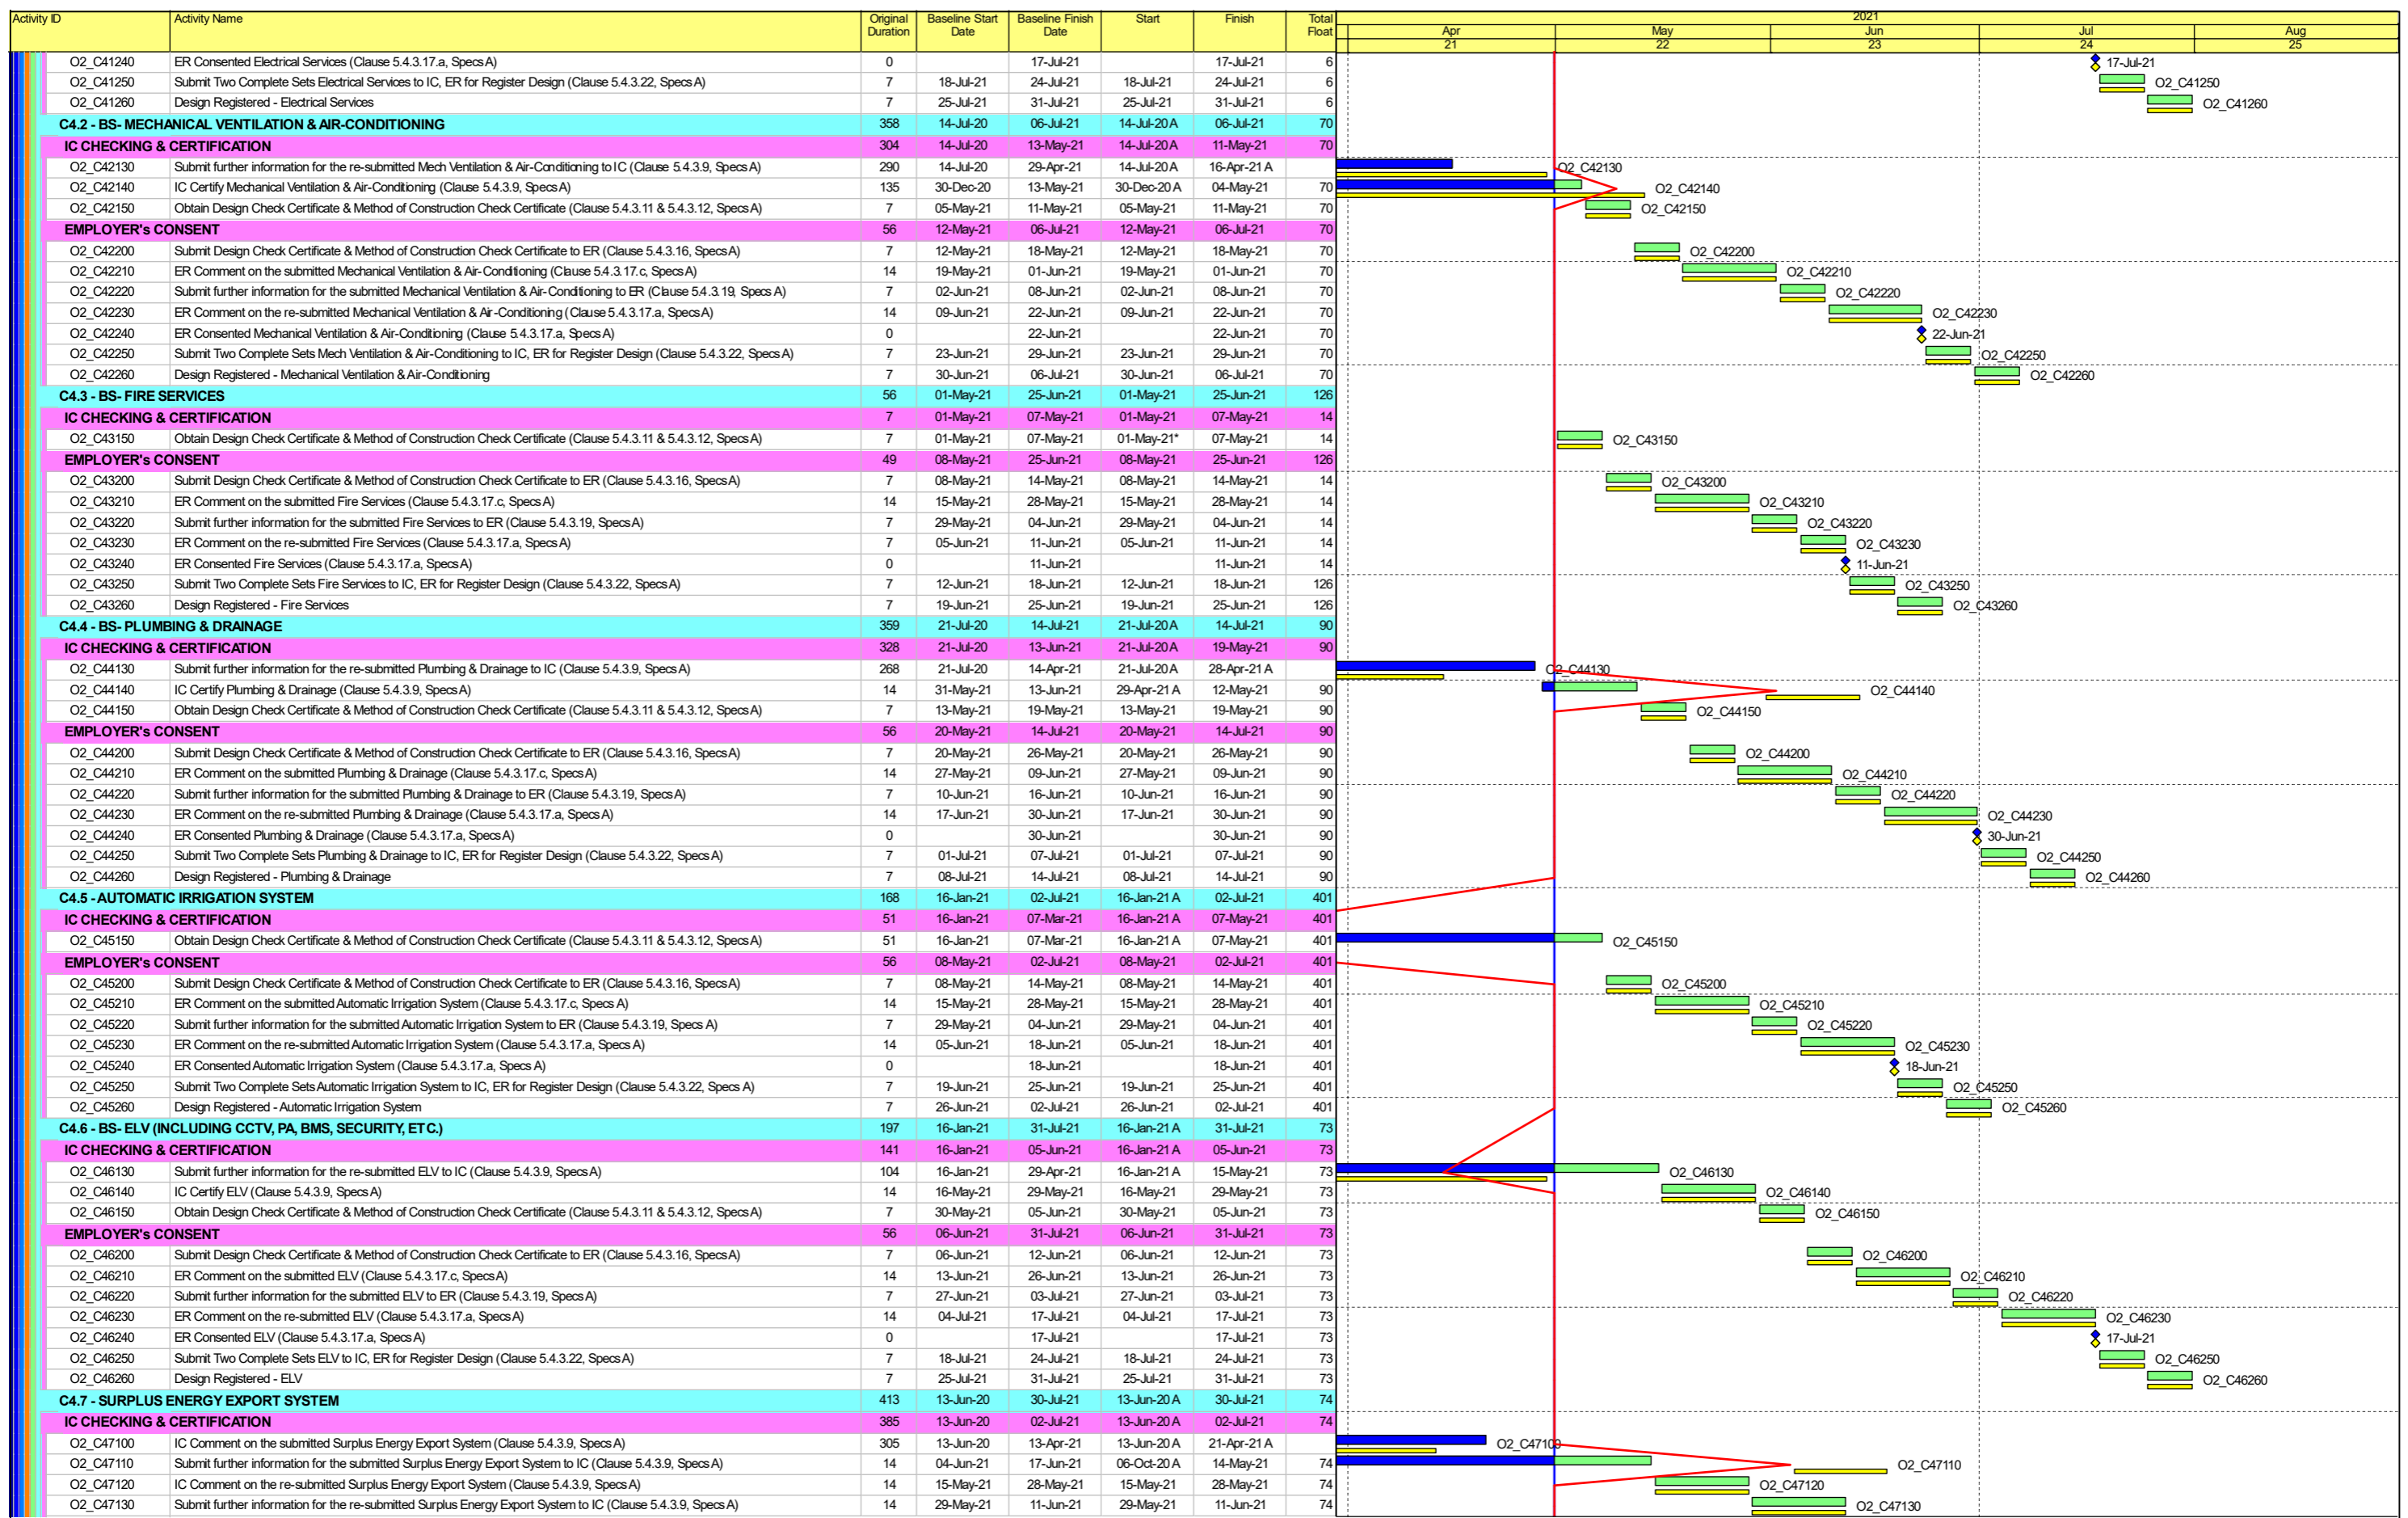 Activity ID Activity Name Original Duration Baseline Start Date Baseline Finish Date Start Finish Total Float 2021
Apr May Jun Jul Aug
21 22 23 24 25
O2_C41240 ER Consented Electrical Services (Clause 5.4.3.17.a, Specs A) 0 17-Jul-21 17-Jul-21 6 17-Jul-21
O2_C41250 Submit Two Complete Sets Electrical Services to IC, ER for Register Design (Clause 5.4.3.22, Specs A) 7 18-Jul-21 24-Jul-21 18-Jul-21 24-Jul-21 6 O2_C41250
O2_C41260 Design Registered - Electrical Services 7 25-Jul-21 31-Jul-21 25-Jul-21 31-Jul-21 6 O2_C41260
C4.2 - BS- MECHANICAL VENTILATION & AIR-CONDITIONING 358 14-Jul-20 06-Jul-21 14-Jul-20 A 06-Jul-21 70
IC CHECKING & CERTIFICATION 304 14-Jul-20 13-May-21 14-Jul-20 A 11-May-21 70
O2_C42130 Submit further information for the re-submitted Mech Ventilation & Air-Conditioning to IC (Clause 5.4.3.9, Specs A) 290 14-Jul-20 29-Apr-21 14-Jul-20 A 16-Apr-21 A O2_C42130
O2_C42140 IC Certify Mechanical Ventilation & Air-Conditioning (Clause 5.4.3.9, Specs A) 135 30-Dec-20 13-May-21 30-Dec-20 A 04-May-21 70 O2_C42140
O2_C42150 Obtain Design Check Certificate & Method of Construction Check Certificate (Clause 5.4.3.11 & 5.4.3.12, Specs A) 7 05-May-21 11-May-21 05-May-21 11-May-21 70 O2_C42150
EMPLOYER's CONSENT 56 12-May-21 06-Jul-21 12-May-21 06-Jul-21 70
O2_C42200 Submit Design Check Certificate & Method of Construction Check Certificate to ER (Clause 5.4.3.16, Specs A) 7 12-May-21 18-May-21 12-May-21 18-May-21 70 O2_C42200
O2_C42210 ER Comment on the submitted Mechanical Ventilation & Air-Conditioning (Clause 5.4.3.17.c, Specs A) 14 19-May-21 01-Jun-21 19-May-21 01-Jun-21 70 O2_C42210
O2_C42220 Submit further information for the submitted Mechanical Ventilation & Air-Conditioning to ER (Clause 5.4.3.19, Specs A) 7 02-Jun-21 08-Jun-21 02-Jun-21 08-Jun-21 70 O2_C42220
O2_C42230 ER Comment on the re-submitted Mechanical Ventilation & Air-Conditioning (Clause 5.4.3.17.a, Specs A) 14 09-Jun-21 22-Jun-21 09-Jun-21 22-Jun-21 70 O2_C42230
O2_C42240 ER Consented Mechanical Ventilation & Air-Conditioning (Clause 5.4.3.17.a, Specs A) 0 22-Jun-21 22-Jun-21 70 22-Jun-21
O2_C42250 Submit Two Complete Sets Mech Ventilation & Air-Conditioning to IC, ER for Register Design (Clause 5.4.3.22, Specs A) 7 23-Jun-21 29-Jun-21 23-Jun-21 29-Jun-21 70 O2_C42250
O2_C42260 Design Registered - Mechanical Ventilation & Air-Conditioning 7 30-Jun-21 06-Jul-21 30-Jun-21 06-Jul-21 70 O2_C42260
C4.3 - BS- FIRE SERVICES 56 01-May-21 25-Jun-21 01-May-21 25-Jun-21 126
IC CHECKING & CERTIFICATION 7 01-May-21 07-May-21 01-May-21 07-May-21 14
O2_C43150 Obtain Design Check Certificate & Method of Construction Check Certificate (Clause 5.4.3.11 & 5.4.3.12, Specs A) 7 01-May-21 07-May-21 01-May-21* 07-May-21 14 O2_C43150
EMPLOYER's CONSENT 49 08-May-21 25-Jun-21 08-May-21 25-Jun-21 126
O2_C43200 Submit Design Check Certificate & Method of Construction Check Certificate to ER (Clause 5.4.3.16, Specs A) 7 08-May-21 14-May-21 08-May-21 14-May-21 14 O2_C43200
O2_C43210 ER Comment on the submitted Fire Services (Clause 5.4.3.17.c, Specs A) 14 15-May-21 28-May-21 15-May-21 28-May-21 14 O2_C43210
O2_C43220 Submit further information for the submitted Fire Services to ER (Clause 5.4.3.19, Specs A) 7 29-May-21 04-Jun-21 29-May-21 04-Jun-21 14 O2_C43220
O2_C43230 ER Comment on the re-submitted Fire Services (Clause 5.4.3.17.a, Specs A) 7 05-Jun-21 11-Jun-21 05-Jun-21 11-Jun-21 14 O2_C43230
O2_C43240 ER Consented Fire Services (Clause 5.4.3.17.a, Specs A) 0 11-Jun-21 11-Jun-21 14 11-Jun-21
O2_C43250 Submit Two Complete Sets Fire Services to IC, ER for Register Design (Clause 5.4.3.22, Specs A) 7 12-Jun-21 18-Jun-21 12-Jun-21 18-Jun-21 126 O2_C43250
O2_C43260 Design Registered - Fire Services 7 19-Jun-21 25-Jun-21 19-Jun-21 25-Jun-21 126 O2_C43260
C4.4 - BS- PLUMBING & DRAINAGE 359 21-Jul-20 14-Jul-21 21-Jul-20 A 14-Jul-21 90
IC CHECKING & CERTIFICATION 328 21-Jul-20 13-Jun-21 21-Jul-20 A 19-May-21 90
O2_C44130 Submit further information for the re-submitted Plumbing & Drainage to IC (Clause 5.4.3.9, Specs A) 268 21-Jul-20 14-Apr-21 21-Jul-20 A 28-Apr-21 A O2_C44130
O2_C44140 IC Certify Plumbing & Drainage (Clause 5.4.3.9, Specs A) 14 31-May-21 13-Jun-21 29-Apr-21 A 12-May-21 90 O2_C44140
O2_C44150 Obtain Design Check Certificate & Method of Construction Check Certificate (Clause 5.4.3.11 & 5.4.3.12, Specs A) 7 13-May-21 19-May-21 13-May-21 19-May-21 90 O2_C44150
EMPLOYER's CONSENT 56 20-May-21 14-Jul-21 20-May-21 14-Jul-21 90
O2_C44200 Submit Design Check Certificate & Method of Construction Check Certificate to ER (Clause 5.4.3.16, Specs A) 7 20-May-21 26-May-21 20-May-21 26-May-21 90 O2_C44200
O2_C44210 ER Comment on the submitted Plumbing & Drainage (Clause 5.4.3.17.c, Specs A) 14 27-May-21 09-Jun-21 27-May-21 09-Jun-21 90 O2_C44210
O2_C44220 Submit further information for the submitted Plumbing & Drainage to ER (Clause 5.4.3.19, Specs A) 7 10-Jun-21 16-Jun-21 10-Jun-21 16-Jun-21 90 O2_C44220
O2_C44230 ER Comment on the re-submitted Plumbing & Drainage (Clause 5.4.3.17.a, Specs A) 14 17-Jun-21 30-Jun-21 17-Jun-21 30-Jun-21 90 O2_C44230
O2_C44240 ER Consented Plumbing & Drainage (Clause 5.4.3.17.a, Specs A) 0 30-Jun-21 30-Jun-21 90 30-Jun-21
O2_C44250 Submit Two Complete Sets Plumbing & Drainage to IC, ER for Register Design (Clause 5.4.3.22, Specs A) 7 01-Jul-21 07-Jul-21 01-Jul-21 07-Jul-21 90 O2_C44250
O2_C44260 Design Registered - Plumbing & Drainage 7 08-Jul-21 14-Jul-21 08-Jul-21 14-Jul-21 90 O2_C44260
C4.5 - AUTOMATIC IRRIGATION SYSTEM 168 16-Jan-21 02-Jul-21 16-Jan-21 A 02-Jul-21 401
IC CHECKING & CERTIFICATION 51 16-Jan-21 07-Mar-21 16-Jan-21 A 07-May-21 401
O2_C45150 Obtain Design Check Certificate & Method of Construction Check Certificate (Clause 5.4.3.11 & 5.4.3.12, Specs A) 51 16-Jan-21 07-Mar-21 16-Jan-21 A 07-May-21 401 O2_C45150
EMPLOYER's CONSENT 56 08-May-21 02-Jul-21 08-May-21 02-Jul-21 401
O2_C45200 Submit Design Check Certificate & Method of Construction Check Certificate to ER (Clause 5.4.3.16, Specs A) 7 08-May-21 14-May-21 08-May-21 14-May-21 401 O2_C45200
O2_C45210 ER Comment on the submitted Automatic Irrigation System (Clause 5.4.3.17.c, Specs A) 14 15-May-21 28-May-21 15-May-21 28-May-21 401 O2_C45210
O2_C45220 Submit further information for the submitted Automatic Irrigation System to ER (Clause 5.4.3.19, Specs A) 7 29-May-21 04-Jun-21 29-May-21 04-Jun-21 401 O2_C45220
O2_C45230 ER Comment on the re-submitted Automatic Irrigation System (Clause 5.4.3.17.a, Specs A) 14 05-Jun-21 18-Jun-21 05-Jun-21 18-Jun-21 401 O2_C45230
O2_C45240 ER Consented Automatic Irrigation System (Clause 5.4.3.17.a, Specs A) 0 18-Jun-21 18-Jun-21 401 18-Jun-21
O2_C45250 Submit Two Complete Sets Automatic Irrigation System to IC, ER for Register Design (Clause 5.4.3.22, Specs A) 7 19-Jun-21 25-Jun-21 19-Jun-21 25-Jun-21 401 O2_C45250
O2_C45260 Design Registered - Automatic Irrigation System 7 26-Jun-21 02-Jul-21 26-Jun-21 02-Jul-21 401 O2_C45260
C4.6 - BS- ELV (INCLUDING CCTV, PA, BMS, SECURITY, ETC.) 197 16-Jan-21 31-Jul-21 16-Jan-21 A 31-Jul-21 73
IC CHECKING & CERTIFICATION 141 16-Jan-21 05-Jun-21 16-Jan-21 A 05-Jun-21 73
O2_C46130 Submit further information for the re-submitted ELV to IC (Clause 5.4.3.9, Specs A) 104 16-Jan-21 29-Apr-21 16-Jan-21 A 15-May-21 73 O2_C46130
O2_C46140 IC Certify ELV (Clause 5.4.3.9, Specs A) 14 16-May-21 29-May-21 16-May-21 29-May-21 73 O2_C46140
O2_C46150 Obtain Design Check Certificate & Method of Construction Check Certificate (Clause 5.4.3.11 & 5.4.3.12, Specs A) 7 30-May-21 05-Jun-21 30-May-21 05-Jun-21 73 O2_C46150
EMPLOYER's CONSENT 56 06-Jun-21 31-Jul-21 06-Jun-21 31-Jul-21 73
O2_C46200 Submit Design Check Certificate & Method of Construction Check Certificate to ER (Clause 5.4.3.16, Specs A) 7 06-Jun-21 12-Jun-21 06-Jun-21 12-Jun-21 73 O2_C46200
O2_C46210 ER Comment on the submitted ELV (Clause 5.4.3.17.c, Specs A) 14 13-Jun-21 26-Jun-21 13-Jun-21 26-Jun-21 73 O2_C46210
O2_C46220 Submit further information for the submitted ELV to ER (Clause 5.4.3.19, Specs A) 7 27-Jun-21 03-Jul-21 27-Jun-21 03-Jul-21 73 O2_C46220
O2_C46230 ER Comment on the re-submitted ELV (Clause 5.4.3.17.a, Specs A) 14 04-Jul-21 17-Jul-21 04-Jul-21 17-Jul-21 73 O2_C46230
O2_C46240 ER Consented ELV (Clause 5.4.3.17.a, Specs A) 0 17-Jul-21 17-Jul-21 73 17-Jul-21
O2_C46250 Submit Two Complete Sets ELV to IC, ER for Register Design (Clause 5.4.3.22, Specs A) 7 18-Jul-21 24-Jul-21 18-Jul-21 24-Jul-21 73 O2_C46250
O2_C46260 Design Registered - ELV 7 25-Jul-21 31-Jul-21 25-Jul-21 31-Jul-21 73 O2_C46260
C4.7 - SURPLUS ENERGY EXPORT SYSTEM 413 13-Jun-20 30-Jul-21 13-Jun-20 A 30-Jul-21 74
IC CHECKING & CERTIFICATION 385 13-Jun-20 02-Jul-21 13-Jun-20 A 02-Jul-21 74
O2_C47100 IC Comment on the submitted Surplus Energy Export System (Clause 5.4.3.9, Specs A) 305 13-Jun-20 13-Apr-21 13-Jun-20 A 21-Apr-21 A O2_C47100
O2_C47110 Submit further information for the submitted Surplus Energy Export System to IC (Clause 5.4.3.9, Specs A) 14 04-Jun-21 17-Jun-21 06-Oct-20 A 14-May-21 74 O2_C47110
O2_C47120 IC Comment on the re-submitted Surplus Energy Export System (Clause 5.4.3.9, Specs A) 14 15-May-21 28-May-21 15-May-21 28-May-21 74 O2_C47120
O2_C47130 Submit further information for the re-submitted Surplus Energy Export System to IC (Clause 5.4.3.9, Specs A) 14 29-May-21 11-Jun-21 29-May-21 11-Jun-21 74 O2_C47130